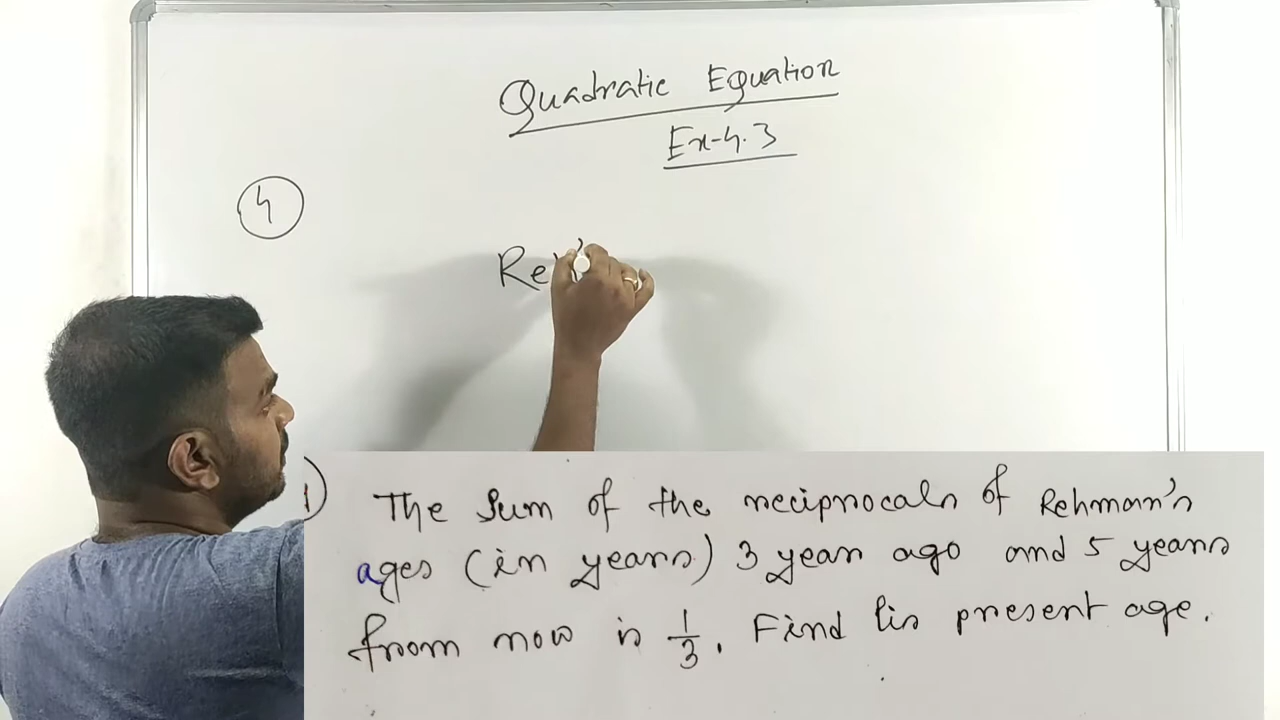 Quadratic Equation
Ex-4.3
4
Re
The sum of the reciprocals of Rehman's
ages (in years) 3 year ago and 5 years
from now is 1/3. Find his present age.